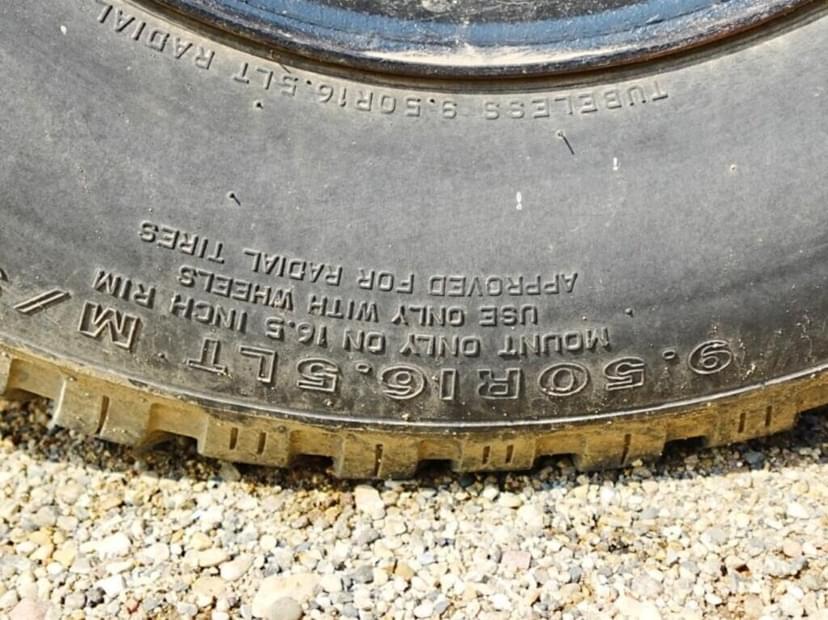 9.50R16.5LT M/
MOUNT ONLY ON 16.5 INCH RIM
USE ONLY WITH WHEELS
APPROVED FOR RADIAL TIRES
TUBELESS 9.50R16.5LT RADIAL